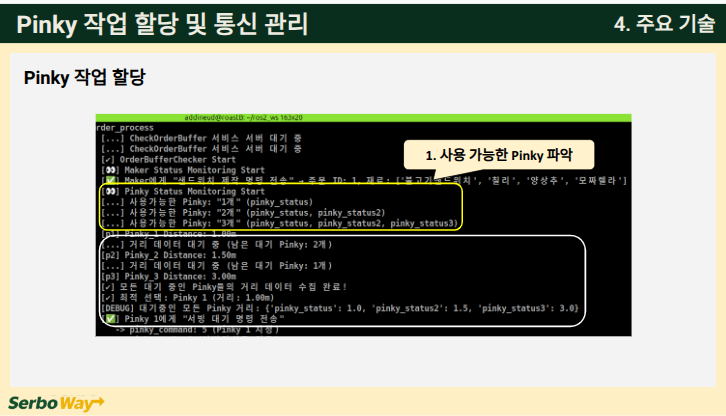 Pinky 작업 할당 및 통신 관리
4. 주요 기술
Pinky 작업 할당
addineud@roastB: ~/ros2_ws 163x20
rder_process
[...] CheckOrderBuffer 서비스 서버 대기 중
[...] CheckOrderBuffer 서비스 서버 대기 중
[✓] OrderBufferChecker Start
[👀] Maker Status Monitoring Start
[✅] Maker에게 "샌드위치 제작 명령 전송" → 주문 ID: 1, 재료: ['불고기샌드위치', '칠리', '양상추', '모짜렐라']
1. 사용 가능한 Pinky 파악
[👀] Pinky Status Monitoring Start
[...] 사용가능한 Pinky: "1개" (pinky_status)
[...] 사용가능한 Pinky: "2개" (pinky_status, pinky_status2)
[...] 사용가능한 Pinky: "3개" (pinky_status, pinky_status2, pinky_status3)
[p1] Pinky_1 Distance: 1.00m
[...] 거리 데이터 대기 중 (남은 대기 Pinky: 2개)
[p2] Pinky_2 Distance: 1.50m
[...] 거리 데이터 대기 중 (남은 대기 Pinky: 1개)
[p3] Pinky_3 Distance: 3.00m
[✓] 모든 대기 중인 Pinky들의 거리 데이터 수집 완료!
[✓] 최적 선택: Pinky 1 (거리: 1.00m)
[DEBUG] 대기중인 모든 Pinky 거리: {'pinky_status': 1.0, 'pinky_status2': 1.5, 'pinky_status3': 3.0}
[✅] Pinky 1에게 "서빙 대기 명령 전송"
-> pinky_command: 5 (Pinky 1 지정)
SerboWay